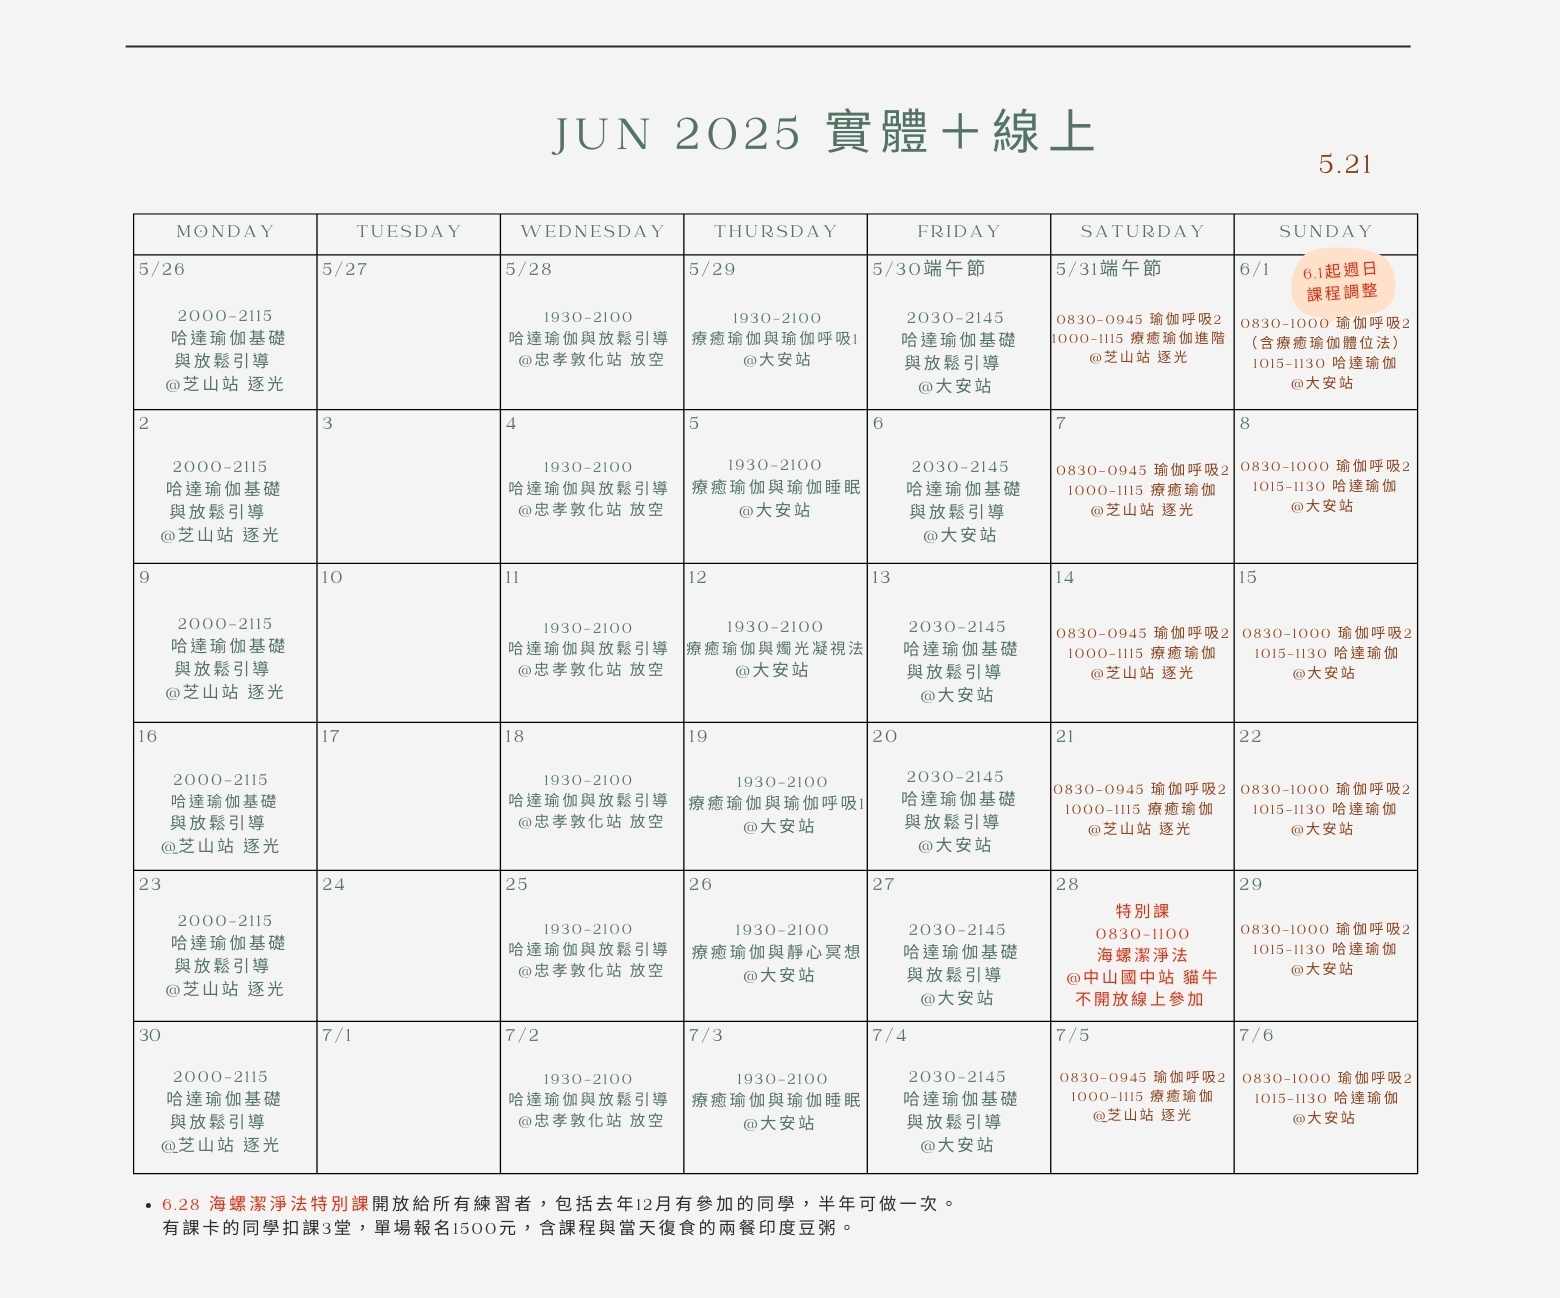 JUN 2025 實體＋線上
5.21
MONDAY
TUESDAY
WEDNESDAY
THURSDAY
FRIDAY
SATURDAY
SUNDAY
5/26
2000-2115
哈達瑜伽基礎
與放鬆引導
@芝山站 逐光
5/27
5/28
1930-2100
哈達瑜伽與放鬆引導
@忠孝敦化站 放空
5/29
1930-2100
療癒瑜伽與瑜伽呼吸1
@大安站
5/30端午節
2030-2145
哈達瑜伽基礎
與放鬆引導
@大安站
5/31端午節
0830-0945 瑜伽呼吸2
1000-1115 療癒瑜伽進階
@芝山站 逐光
6/1
6.1起週日
課程調整
0830-1000 瑜伽呼吸2
（含療癒瑜伽體位法）
1015-1130 哈達瑜伽
@大安站
2
2000-2115
哈達瑜伽基礎
與放鬆引導
@芝山站 逐光
3
4
1930-2100
哈達瑜伽與放鬆引導
@忠孝敦化站 放空
5
1930-2100
療癒瑜伽與瑜伽睡眠
@大安站
6
2030-2145
哈達瑜伽基礎
與放鬆引導
@大安站
7
0830-0945 瑜伽呼吸2
1000-1115 療癒瑜伽
@芝山站 逐光
8
0830-1000 瑜伽呼吸2
1015-1130 哈達瑜伽
@大安站
9
2000-2115
哈達瑜伽基礎
與放鬆引導
@芝山站 逐光
10
11
1930-2100
哈達瑜伽與放鬆引導
@忠孝敦化站 放空
12
1930-2100
療癒瑜伽與燭光凝視法
@大安站
13
2030-2145
哈達瑜伽基礎
與放鬆引導
@大安站
14
0830-0945 瑜伽呼吸2
1000-1115 療癒瑜伽
@芝山站 逐光
15
0830-1000 瑜伽呼吸2
1015-1130 哈達瑜伽
@大安站
16
2000-2115
哈達瑜伽基礎
與放鬆引導
@芝山站 逐光
17
18
1930-2100
哈達瑜伽與放鬆引導
@忠孝敦化站 放空
19
1930-2100
療癒瑜伽與瑜伽呼吸1
@大安站
20
2030-2145
哈達瑜伽基礎
與放鬆引導
@大安站
21
0830-0945 瑜伽呼吸2
1000-1115 療癒瑜伽
@芝山站 逐光
22
0830-1000 瑜伽呼吸2
1015-1130 哈達瑜伽
@大安站
23
2000-2115
哈達瑜伽基礎
與放鬆引導
@芝山站 逐光
24
25
1930-2100
哈達瑜伽與放鬆引導
@忠孝敦化站 放空
26
1930-2100
療癒瑜伽與靜心冥想
@大安站
27
2030-2145
哈達瑜伽基礎
與放鬆引導
@大安站
28
特別課
0830-1100
海螺潔淨法
@中山國中站 貓牛
不開放線上參加
29
0830-1000 瑜伽呼吸2
1015-1130 哈達瑜伽
@大安站
30
2000-2115
哈達瑜伽基礎
與放鬆引導
@芝山站 逐光
7/1
7/2
1930-2100
哈達瑜伽與放鬆引導
@忠孝敦化站 放空
7/3
1930-2100
療癒瑜伽與瑜伽睡眠
@大安站
7/4
2030-2145
哈達瑜伽基礎
與放鬆引導
@大安站
7/5
0830-0945 瑜伽呼吸2
1000-1115 療癒瑜伽
@芝山站 逐光
7/6
0830-1000 瑜伽呼吸2
1015-1130 哈達瑜伽
@大安站
• 6.28 海螺潔淨法特別課開放給所有練習者，包括去年12月有參加的同學，半年可做一次。
有課卡的同學扣課3堂，單場報名1500元，含課程與當天復食的兩餐印度豆粥。